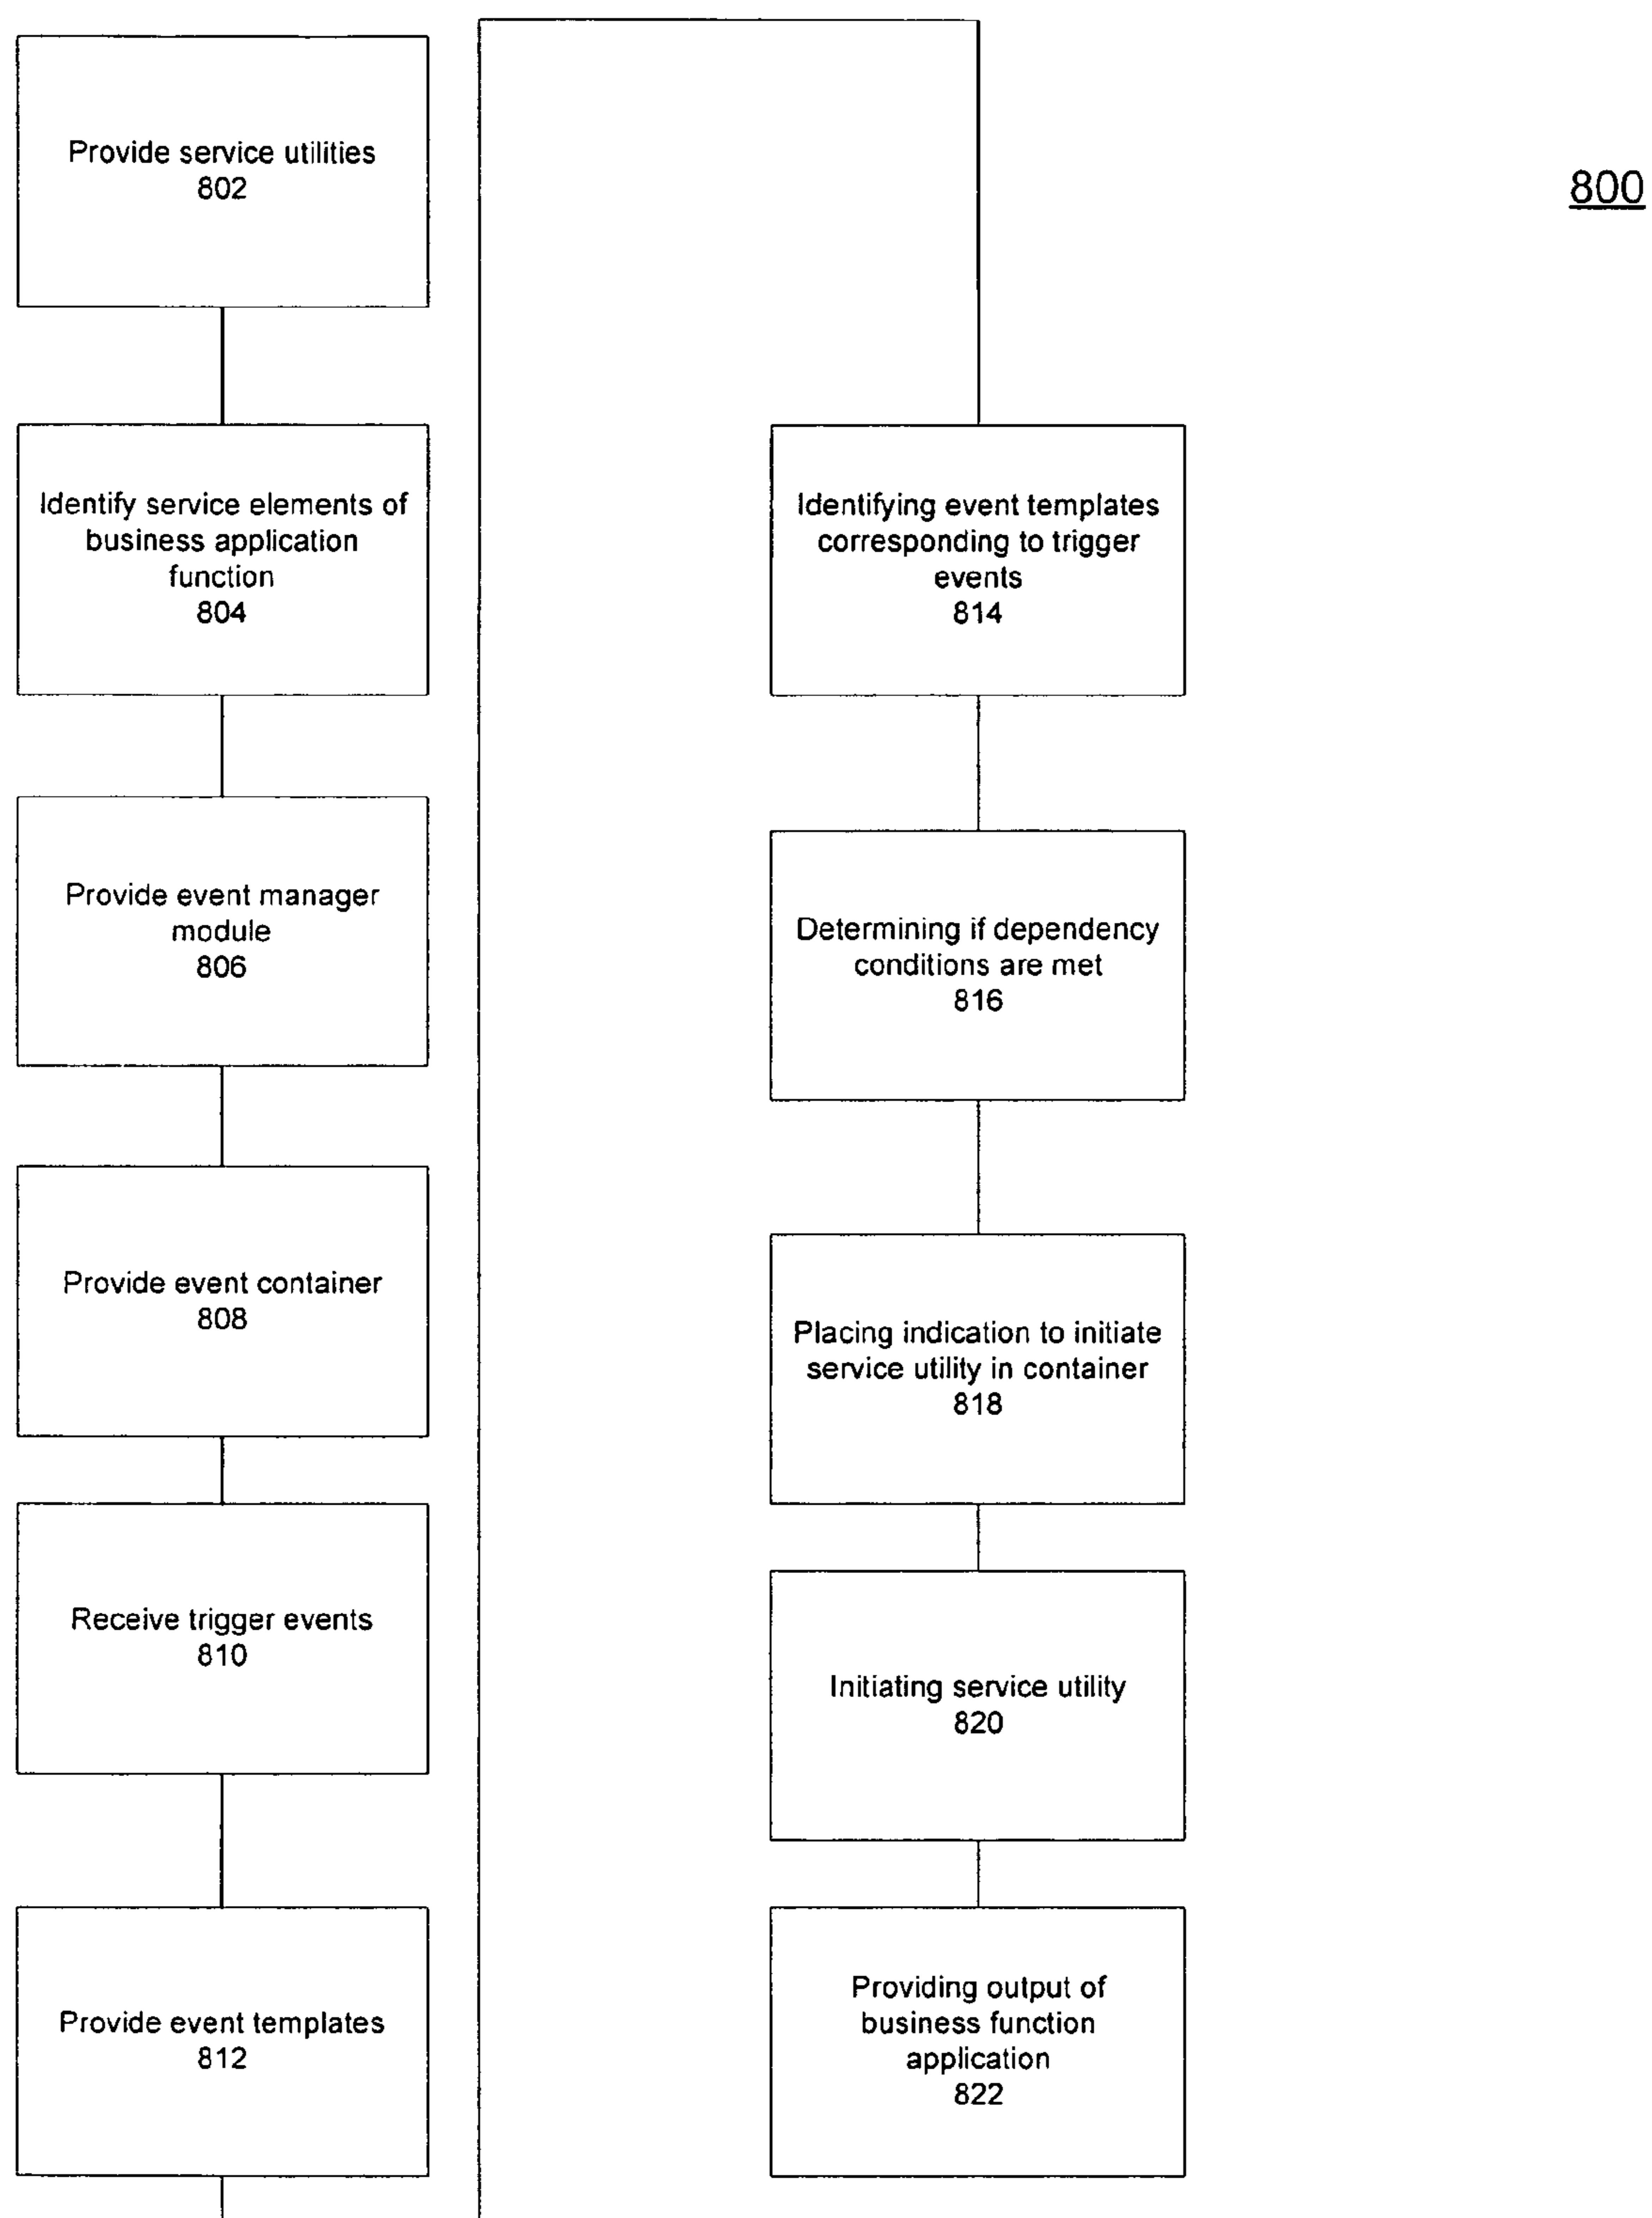 800
Provide service utilities
802
Identify service elements of
business application
function
804
Provide event manager
module
806
Provide event container
808
Receive trigger events
810
Provide event templates
812
Identifying event templates
corresponding to trigger
events
814
Determining if dependency
conditions are met
816
Placing indication to initiate
service utility in container
818
Initiating service utility
820
Providing output of
business function
application
822